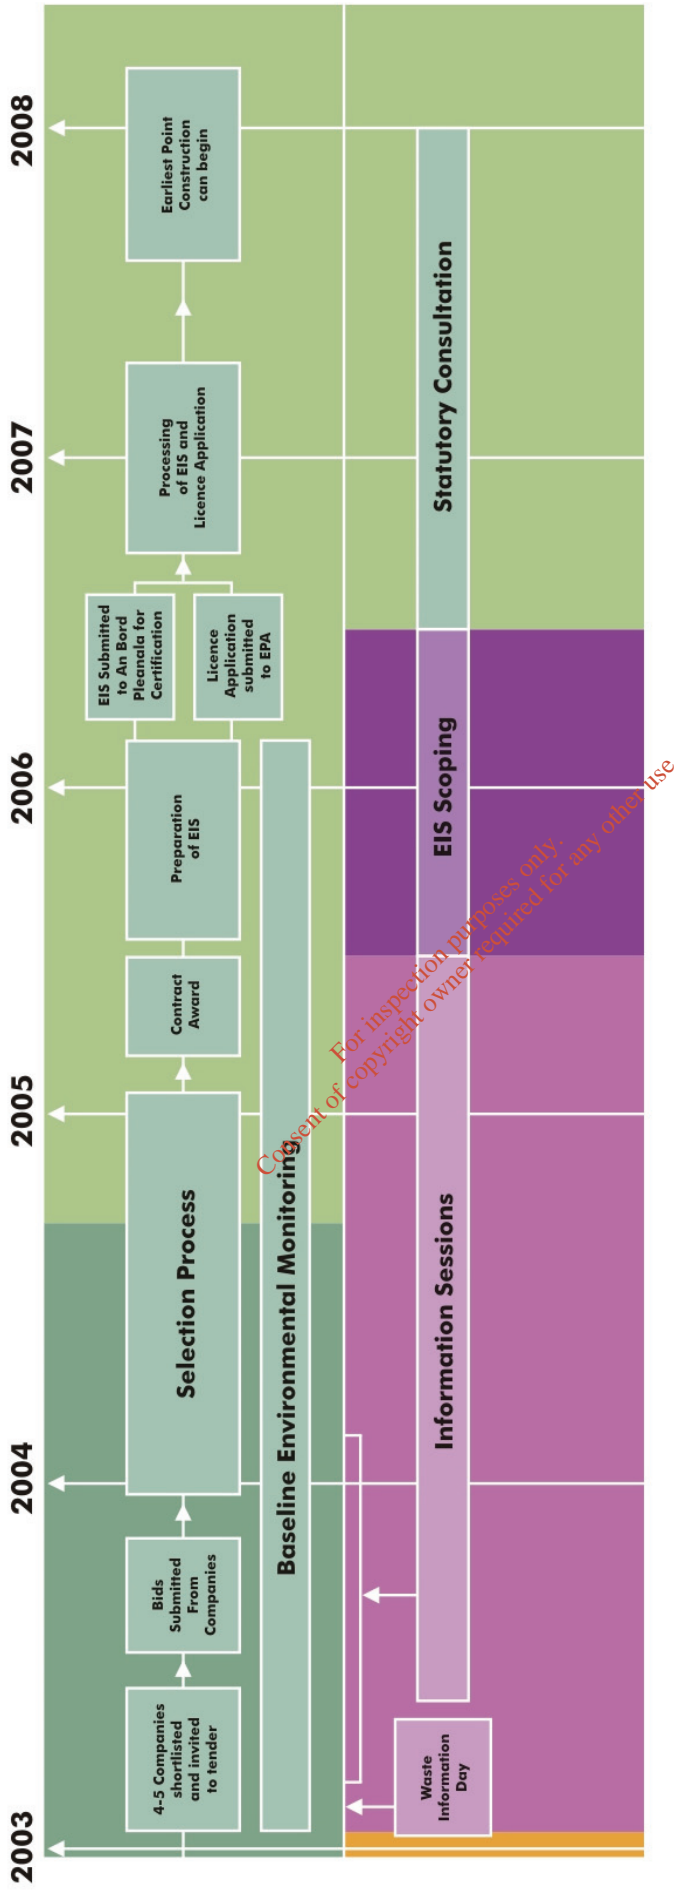 2003
2004
2005
2006
2007
2008
4-5 Companies
shortlisted
and invited
to tender
Bids
Submitted
From
Companies
Selection Process
Contract
Award
Preparation
of EIS
EIS Submitted
to An Bord
Pleanala for
Certification
Licence
Application
submitted
to EPA
Processing
of EIS and
Licence Application
Earliest Point
Construction
can begin
Baseline Environmental Monitoring
Waste
Information
Day
Information Sessions
EIS Scoping
Statutory Consultation
For inspection purposes only.
Consent of copyright owner required for any other use